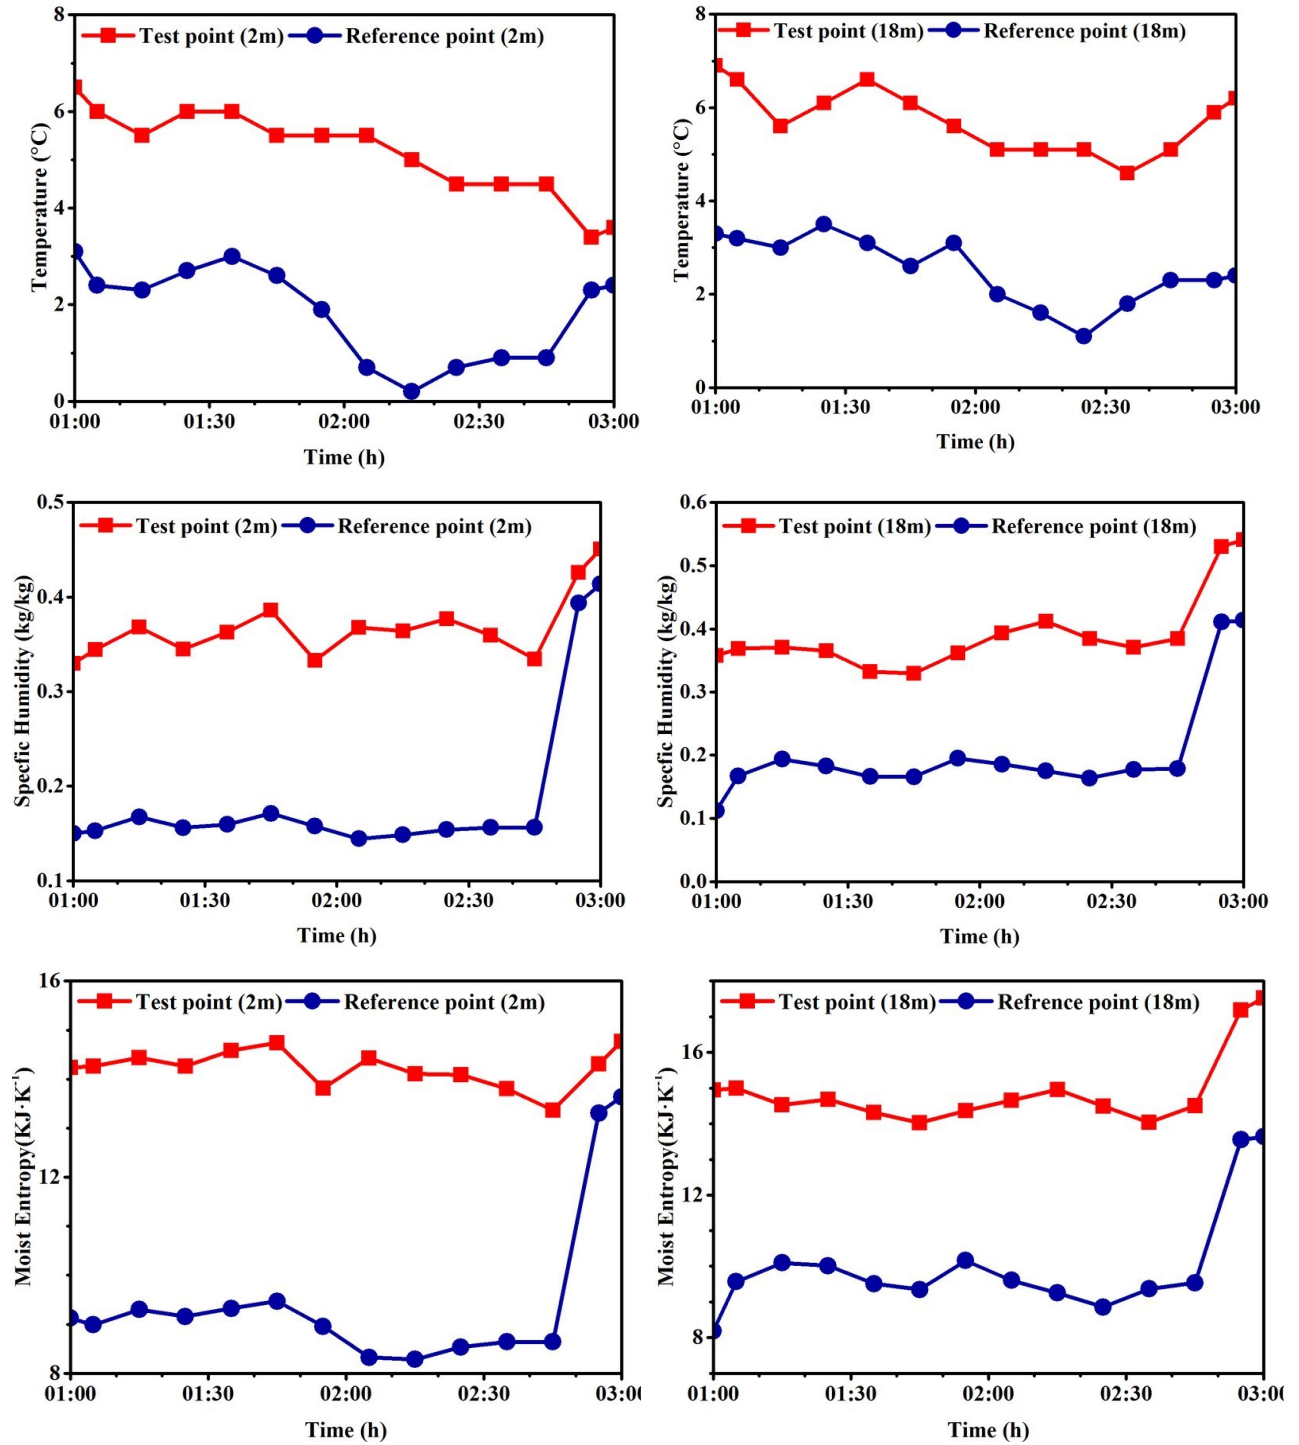 Test point (2m) Reference point (2m)
Temperature (°C)
8
6
4
2
0
01:00 01:30 02:00 02:30 03:00
Time (h)
Test point (18m) Reference point (18m)
Temperature (°C)
8
6
4
2
0
01:00 01:30 02:00 02:30 03:00
Time (h)
Test point (2m) Reference point (2m)
Specfic Humidity (kg/kg)
0.5
0.4
0.3
0.2
0.1
01:00 01:30 02:00 02:30 03:00
Time (h)
Test point (18m) Reference point (18m)
Specfic Humidity (kg/kg)
0.6
0.5
0.4
0.3
0.2
0.1
0.0
01:00 01:30 02:00 02:30 03:00
Time (h)
Test point (2m) Reference point (2m)
Moist Entropy(KJ·K⁻¹)
16
12
8
01:00 01:30 02:00 02:30 03:00
Time (h)
Test point (18m) Refrence point (18m)
Moist Entropy(KJ·K⁻¹)
16
12
8
01:00 01:30 02:00 02:30 03:00
Time (h)